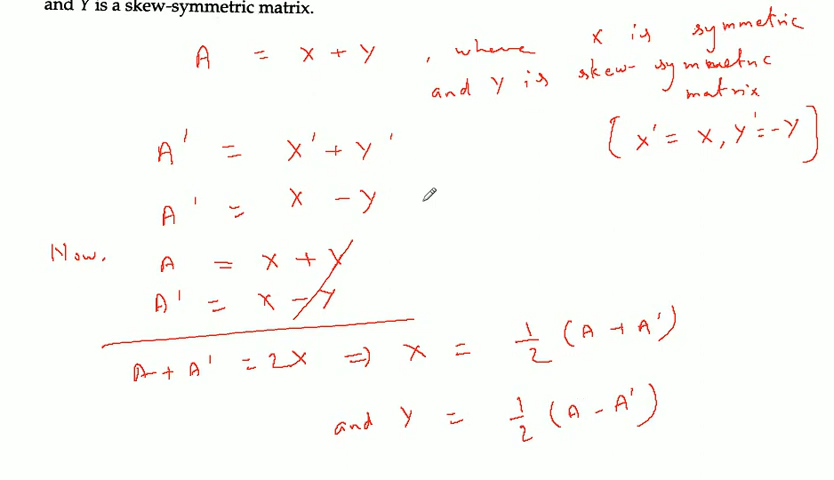 and Y is a skew-symmetric matrix.
A = X + Y , where X is symmetric
and Y is skew-symmetric
matrix
[X' = X, Y' = -Y]
A' = X' + Y'
A' = X - Y
Now, A = X + Y
A' = X - Y
A + A' = 2X => X = 1/2 (A + A')
and Y = 1/2 (A - A')